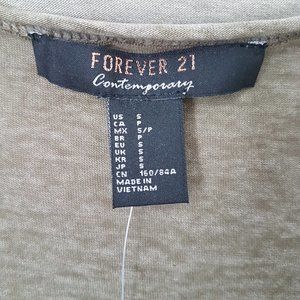 FOREVER 21
Contemporary
US S
CA P
MX S/P
BR P
EU S
UK S
KR S
JP S
CN 160/84A
MADE IN
VIETNAM